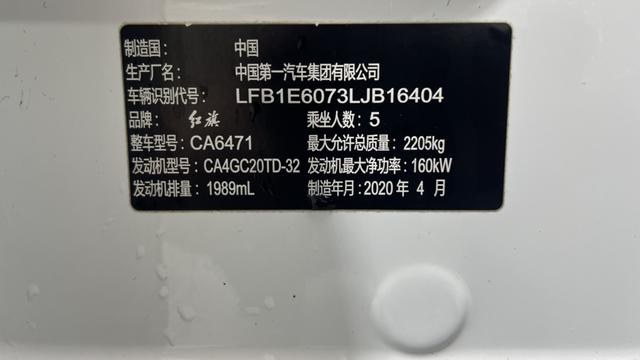 制造国：中国
生产厂名：中国第一汽车集团有限公司
车辆识别代号：LFB1E6073LJB16404
品牌：红旗 乘坐人数：5
整车型号：CA6471 最大允许总质量：2205kg
发动机型号：CA4GC20TD-32 发动机最大净功率：160kW
发动机排量：1989mL 制造年月：2020 年 4 月